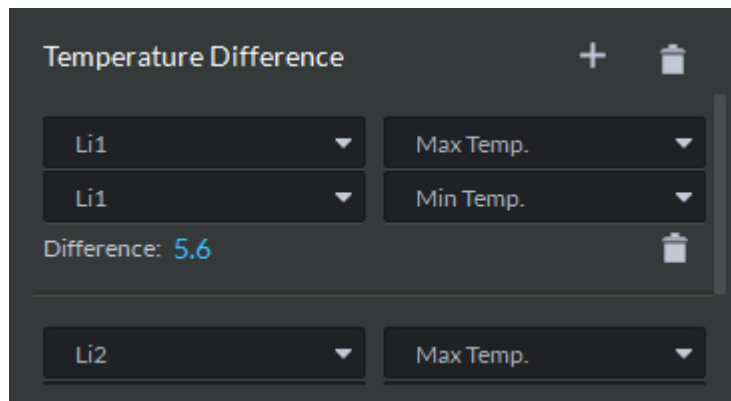 Temperature Difference
Li1 Max Temp.
Li1 Min Temp.
Difference: 5.6
Li2 Max Temp.